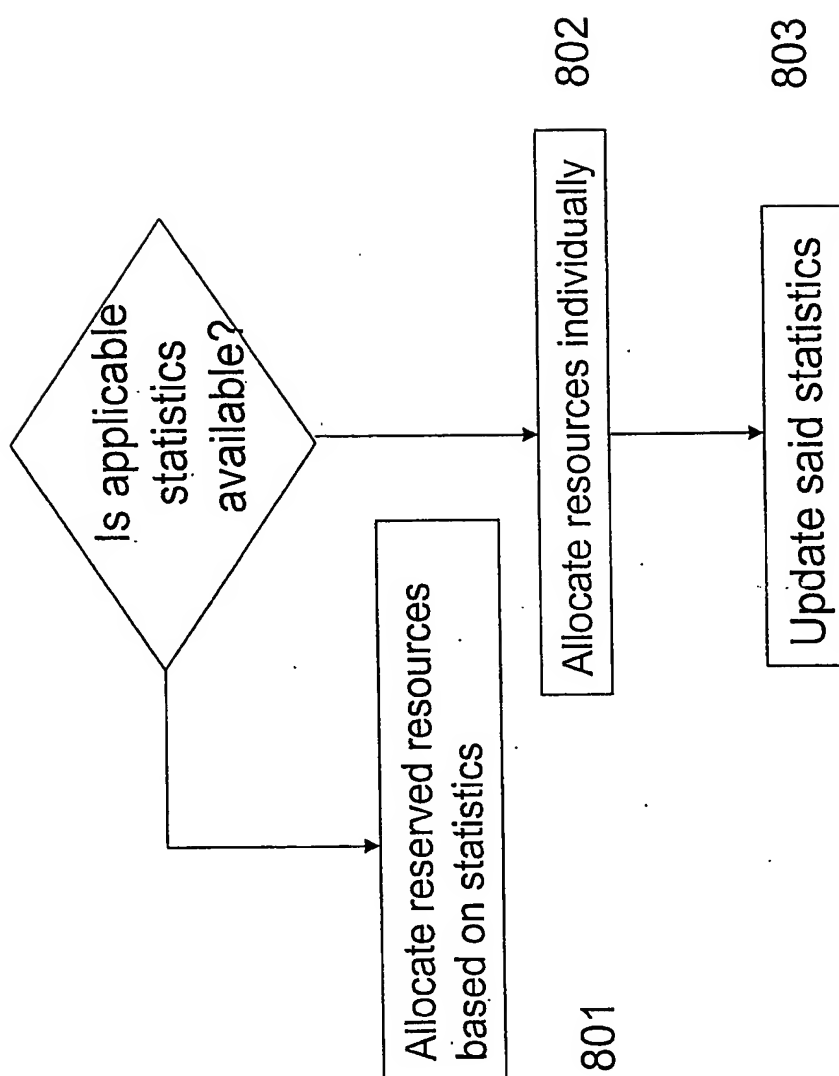 Is applicable
statistics
available?
Allocate reserved resources
based on statistics
801
Allocate resources individually
802
Update said statistics
803